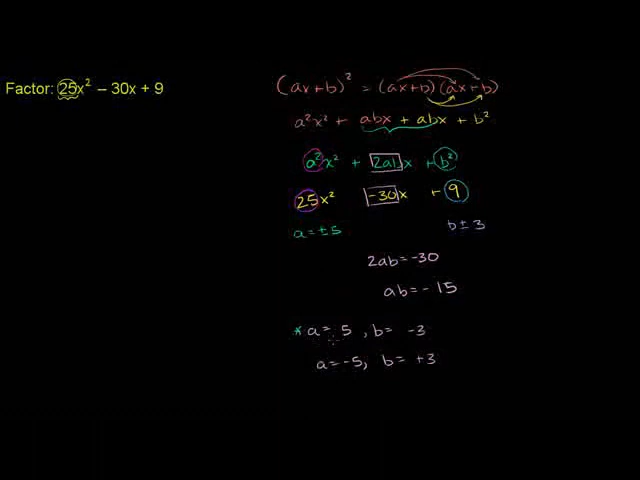 Factor: 25x² – 30x + 9
(ax+b)² = (ax+b)(ax+b)
a²x² + abx + abx + b²
a²x² + 2abx + b²
25x² -30x + 9
a=±5 b±3
2ab=-30
ab=-15
* a= 5, b= -3
a=-5, b= +3